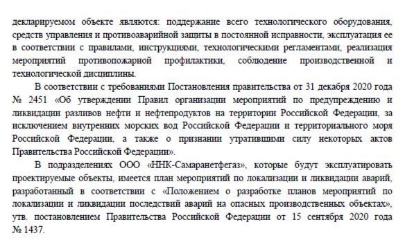 декларируемом объекте являются: поддержание всего технологического оборудования,
средств управления и противоаварийной защиты в постоянной исправности, эксплуатация ее
в соответствии с правилами, инструкциями, технологическими регламентами, реализация
мероприятий противопожарной профилактики, соблюдение производственной и
технологической дисциплины.
В соответствии с требованиями Постановления правительства от 31 декабря 2020 года
№ 2451 «Об утверждении Правил организации мероприятий по предупреждению и
ликвидации разливов нефти и нефтепродуктов на территории Российской Федерации, за
исключением внутренних морских вод Российской Федерации и территориального моря
Российской Федерации, а также о признании утратившими силу некоторых актов
Правительства Российской Федерации».
В подразделениях ООО «ННК-Самаранефтегаз», которые будут эксплуатировать
проектируемые объекты, имеется план мероприятий по локализации и ликвидации аварий,
разработанный в соответствии с «Положением о разработке планов мероприятий по
локализации и ликвидации последствий аварий на опасных производственных объектах»,
утв. постановлением Правительства Российской Федерации от 15 сентября 2020 года
№ 1437.